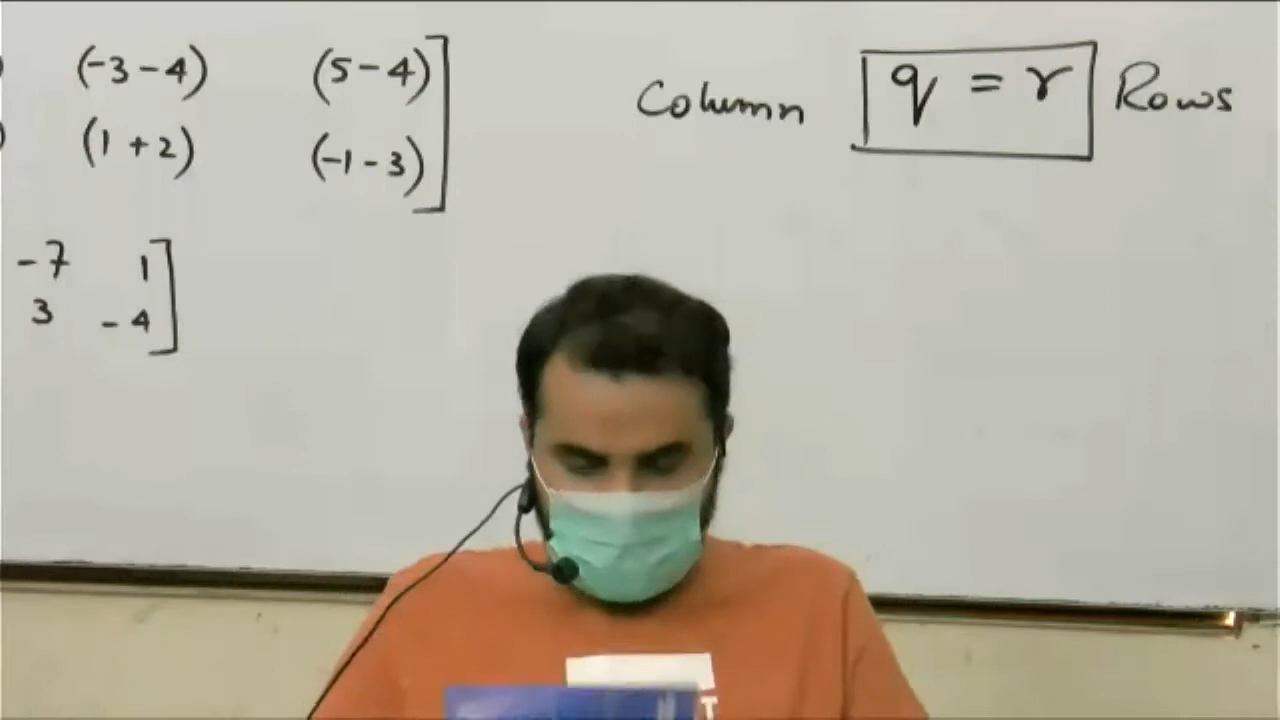 ) (-3 - 4) (5 - 4)]
) (1 + 2) (-1 - 3)]
-7 1]
3 -4]
Column q = r Rows
T